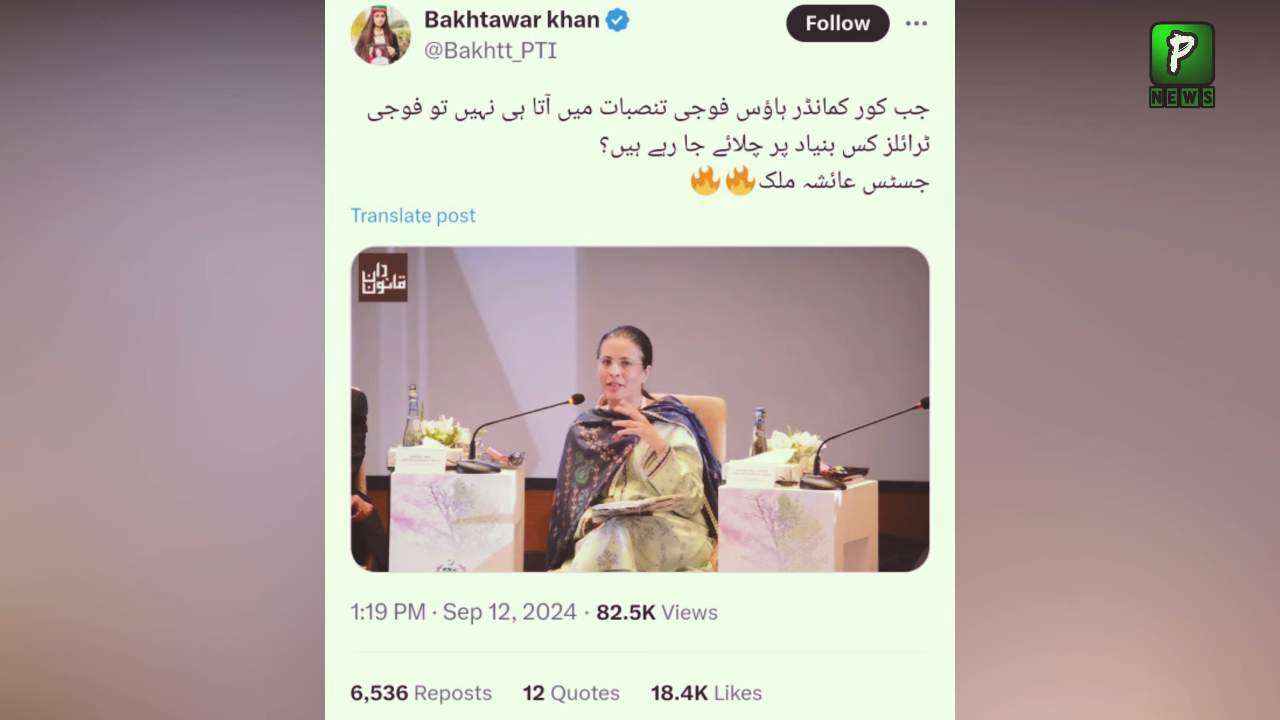 Bakhtawar khan
Follow
@Bakhtt_PTI
P
NEWS
جب کور کمانڈر ہاؤس فوجی تنصبات میں آتا ہی نہیں تو فوجی
ٹرائلز کس بنیاد پر چلائے جا رہے ہیں؟
جسٹس عائشہ ملک🔥🔥
Translate post
قانون دان
1:19 PM · Sep 12, 2024 · 82.5K Views
6,536 Reposts 12 Quotes 18.4K Likes